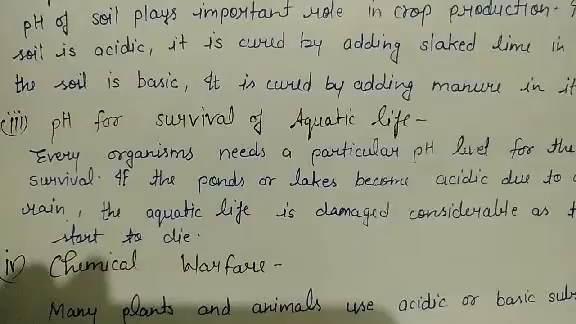 pH of soil plays important role in crop production.
soil is acidic, it is cured by adding slaked lime in
the soil is basic, It is cured by adding manure in it
(iii) pH for survival of Aquatic life-
Every organisms needs a particular pH level for the
survival. If the ponds or lakes become acidic due to
rain, the aquatic life is damaged considerable as
start to die.
iv) Chemical Warfare-
Many plants and animals use acidic or basic subs